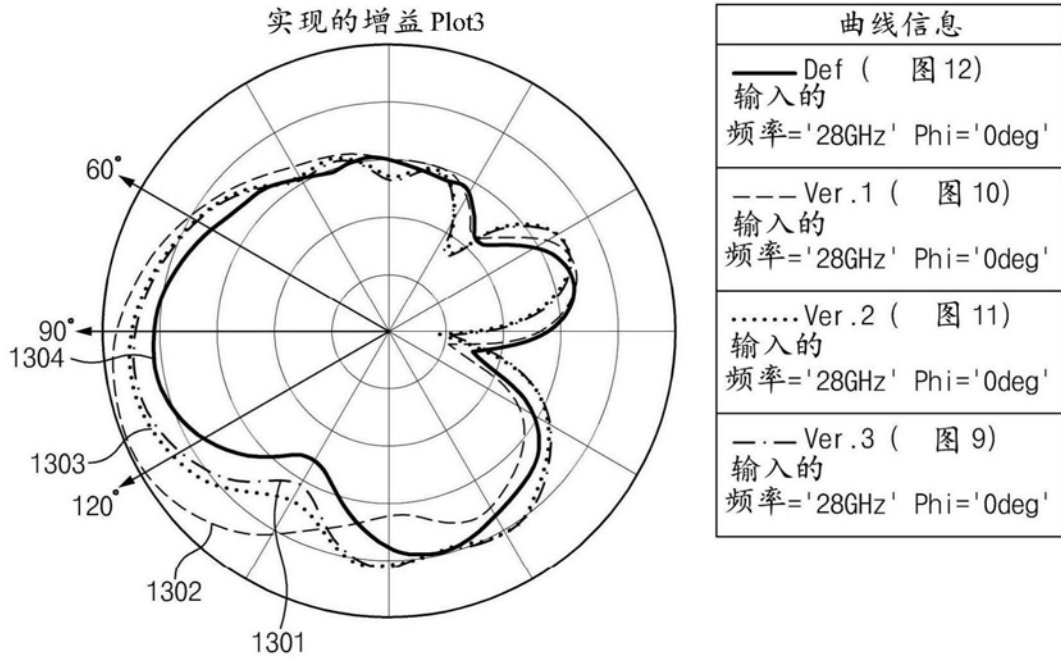 实现的增益 Plot3
60°
90°
1304
1303
120°
1302
1301
曲线信息
Def ( 图 12)
输入的
频率='28GHz' Phi='0deg'
Ver.1 ( 图 10)
输入的
频率='28GHz' Phi='0deg'
Ver.2 ( 图 11)
输入的
频率='28GHz' Phi='0deg'
Ver.3 ( 图 9)
输入的
频率='28GHz' Phi='0deg'